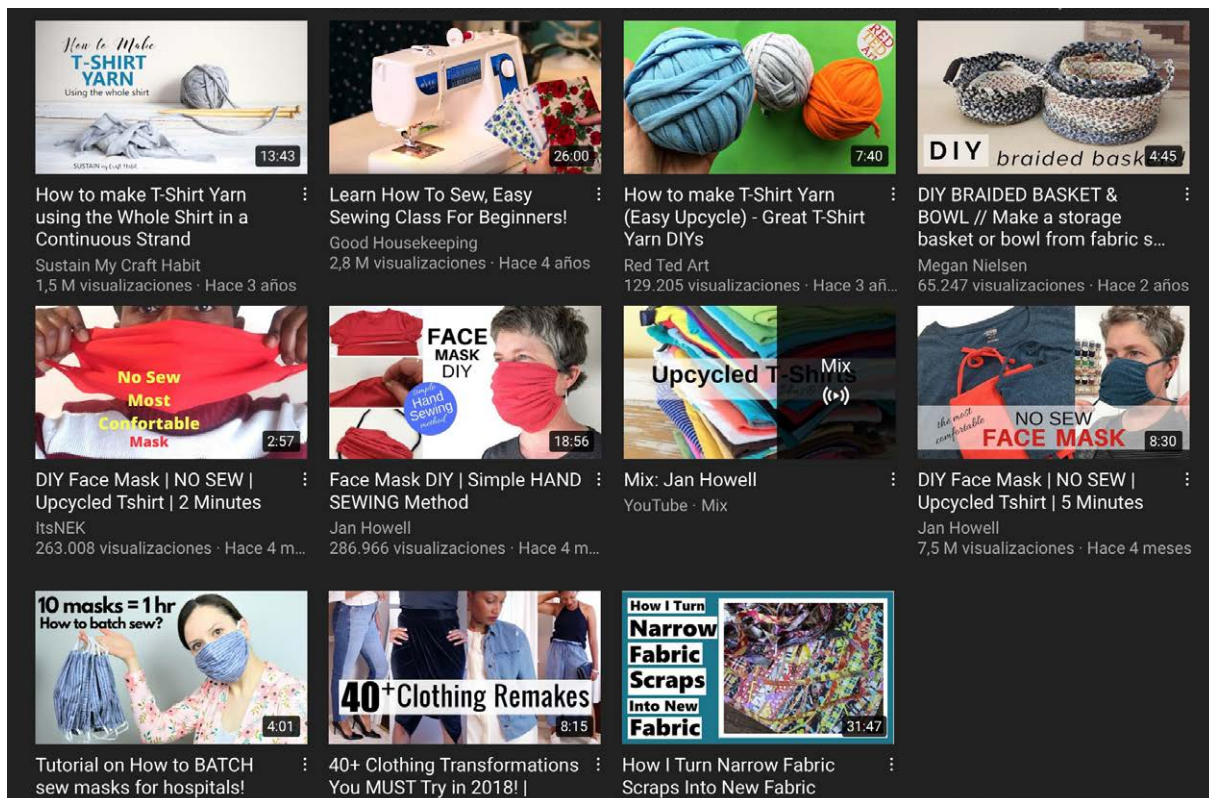 How to Make
T-SHIRT
YARN
Using the whole shirt
SUSTAIN my Craft Habit
13:43
How to make T-Shirt Yarn
using the Whole Shirt in a
Continuous Strand
Sustain My Craft Habit
1,5 M visualizaciones · Hace 3 años
26:00
Learn How To Sew, Easy
Sewing Class For Beginners!
Good Housekeeping
2,8 M visualizaciones · Hace 4 años
RED
TED
Art
7:40
How to make T-Shirt Yarn
(Easy Upcycle) - Great T-Shirt
Yarn DIYs
Red Ted Art
129.205 visualizaciones · Hace 3 añ...
DIY braided bask
4:45
DIY BRAIDED BASKET &
BOWL // Make a storage
basket or bowl from fabric s...
Megan Nielsen
65.247 visualizaciones · Hace 2 años
No Sew
Most
Confortable
Mask
2:57
DIY Face Mask | NO SEW |
Upcycled Tshirt | 2 Minutes
ItsNEK
263.008 visualizaciones · Hace 4 m...
FACE
MASK
DIY
simple
Hand
Sewing
method
18:56
Face Mask DIY | Simple HAND
SEWING Method
Jan Howell
286.966 visualizaciones · Hace 4 m...
Upcycled T-Shirts
Mix
Mix: Jan Howell
YouTube · Mix
the most
comfortable
NO SEW
FACE MASK
8:30
DIY Face Mask | NO SEW |
Upcycled Tshirt | 5 Minutes
Jan Howell
7,5 M visualizaciones · Hace 4 meses
10 masks = 1 hr
How to batch sew?
4:01
Tutorial on How to BATCH
sew masks for hospitals!
40+ Clothing Remakes
8:15
40+ Clothing Transformations
You MUST Try in 2018! |
How I Turn
Narrow
Fabric
Scraps
Into New
Fabric
31:47
How I Turn Narrow Fabric
Scraps Into New Fabric